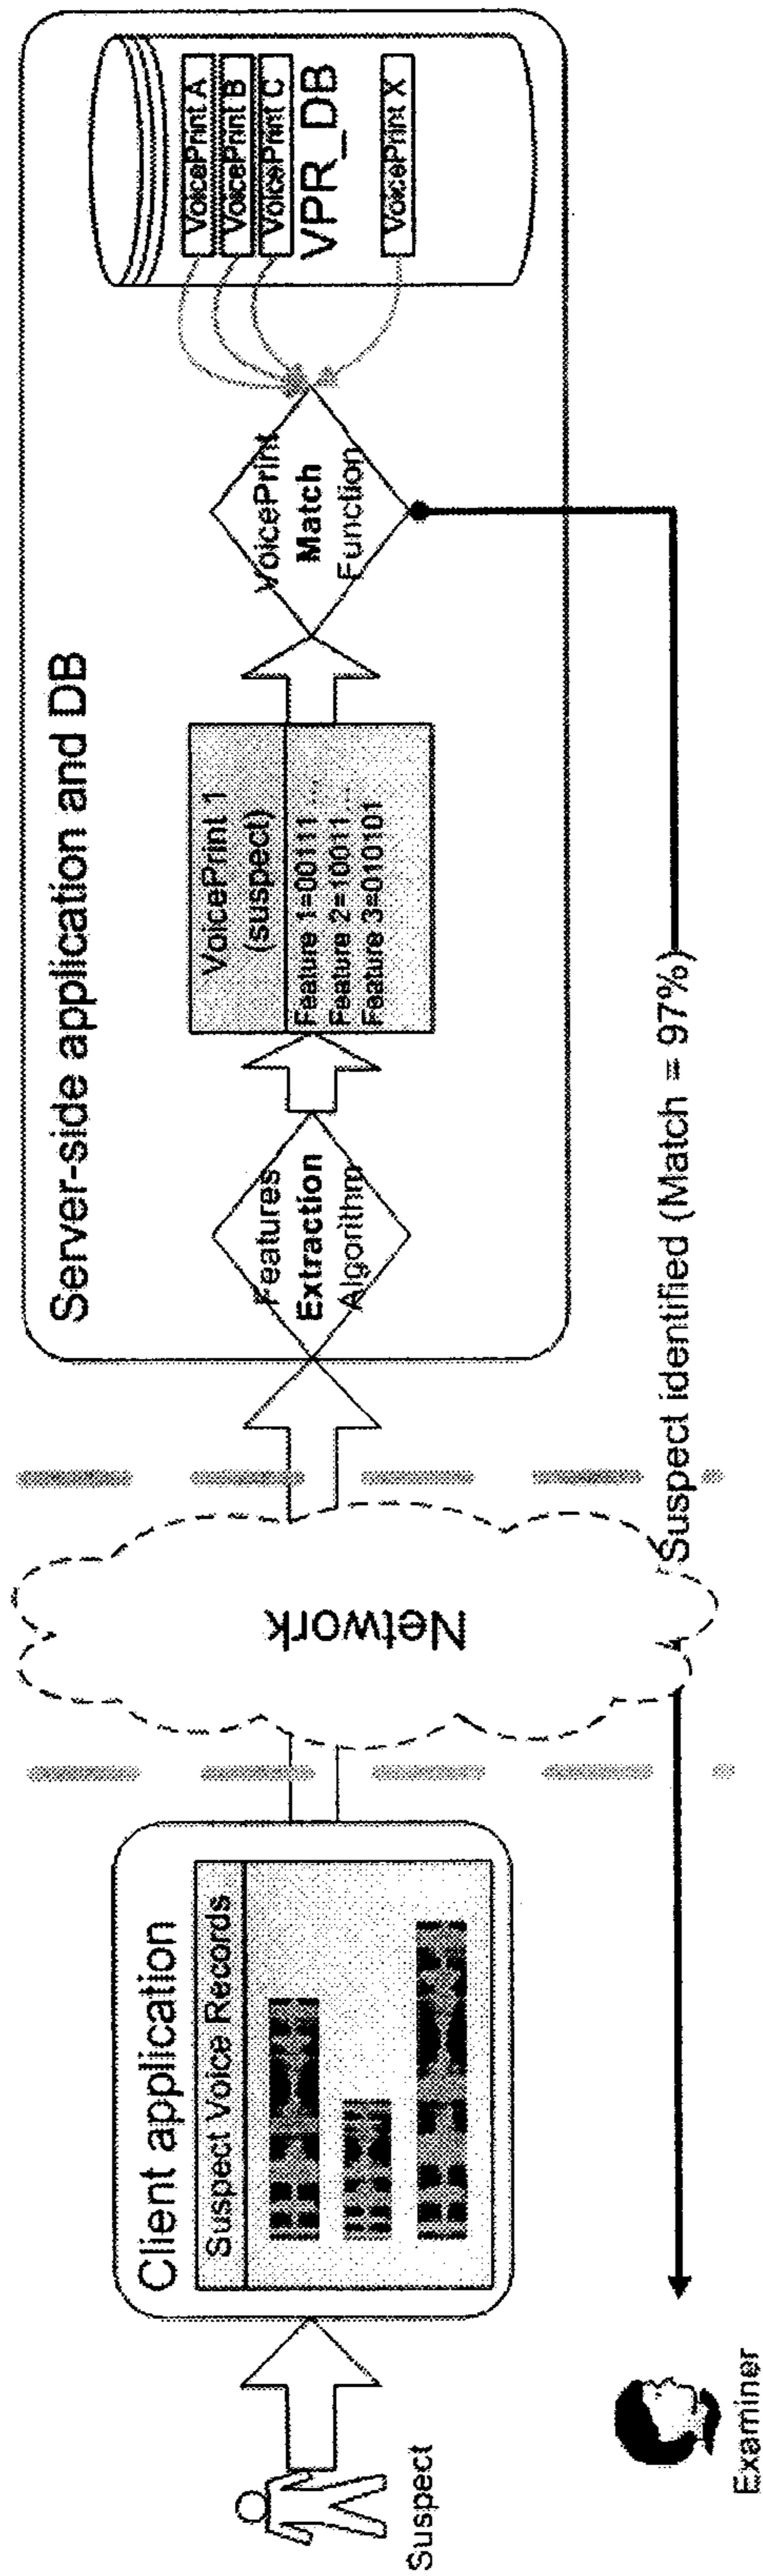 Suspect
Client application
Suspect Voice Records
Network
Server-side application and DB
Features
Extraction
Algorithm
VoicePrint 1
(suspect)
Feature 1=00111 ...
Feature 2=10011 ...
Feature 3=010101
VoicePrint
Match
Function
VoicePrint A
VoicePrint B
VoicePrint C
VPR_DB
VoicePrint X
Suspect identified (Match = 97%)
Examiner